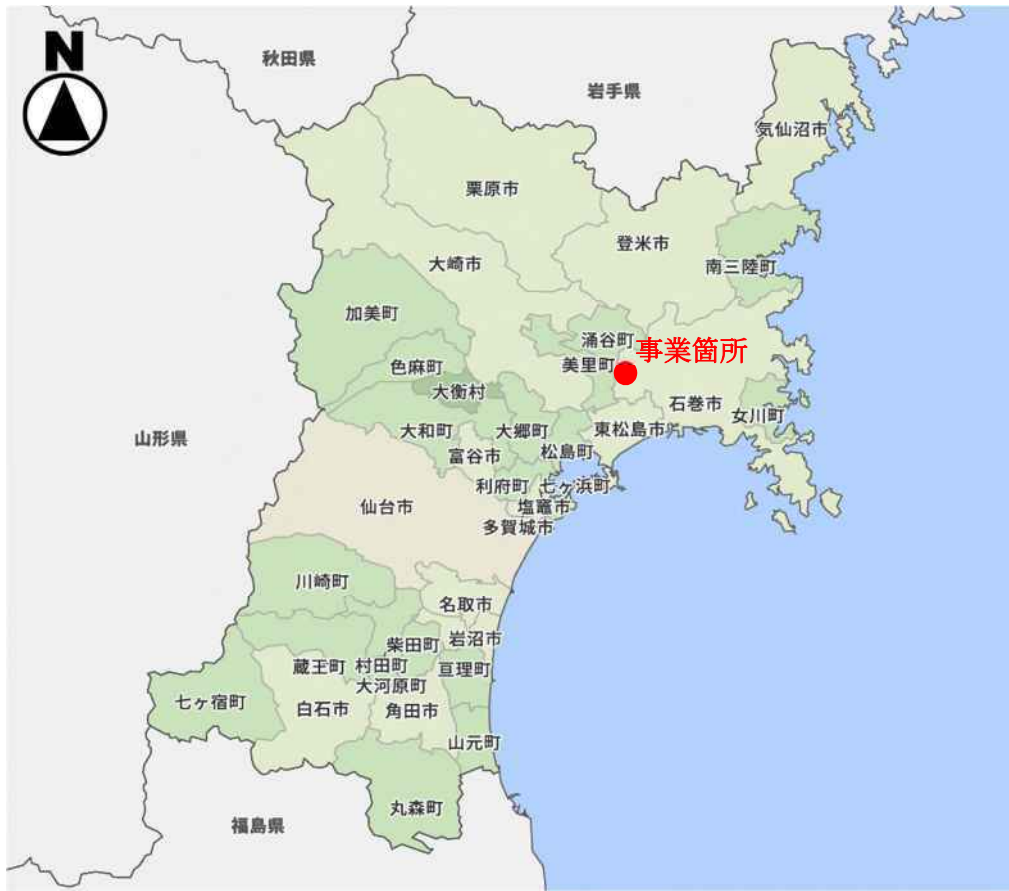 N
秋田県
岩手県
気仙沼市
栗原市
登米市
大崎市
南三陸町
加美町
涌谷町
事業箇所
色麻町
美里町
大衡村
石巻市
女川町
大和町
大郷町
東松島市
山形県
富谷市
松島町
利府町
七ヶ浜町
仙台市
塩竈市
多賀城市
川崎町
名取市
柴田町
岩沼市
蔵王町
村田町
亘理町
大河原町
七ヶ宿町
白石市
角田市
山元町
丸森町
福島県